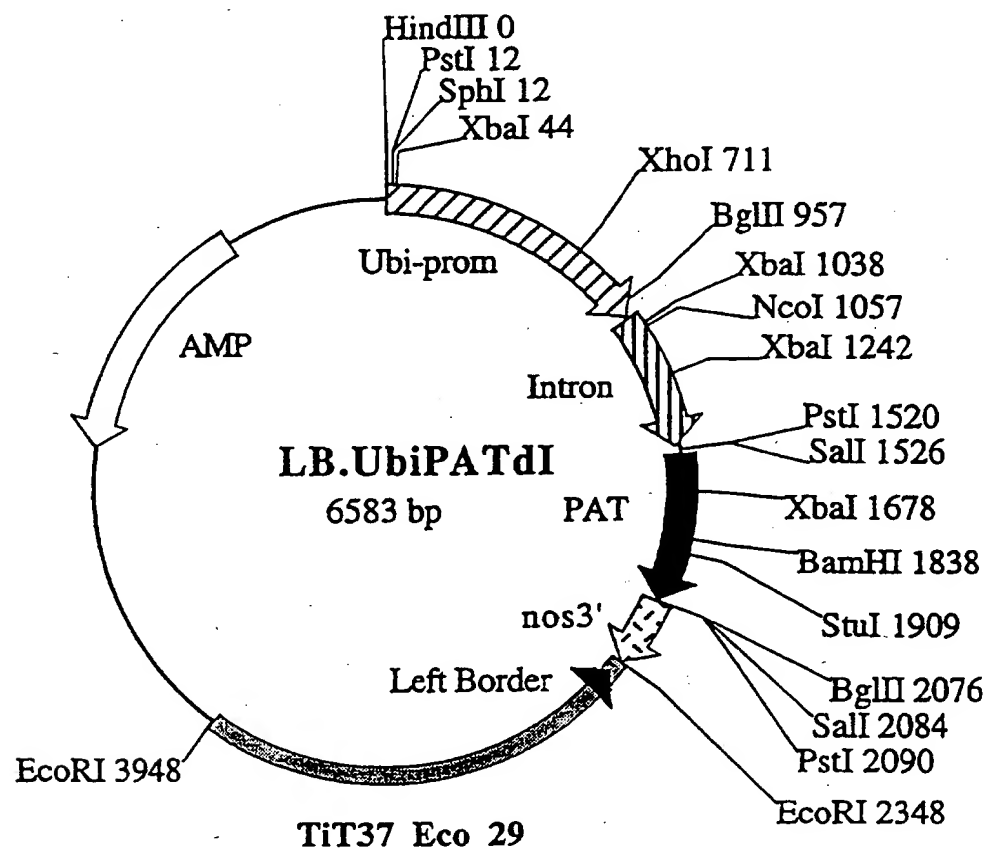 HindIII 0
PstI 12
SphI 12
XbaI 44
XhoI 711
BglII 957
Ubi-prom
XbaI 1038
NcoI 1057
AMP
XbaI 1242
Intron
PstI 1520
SalI 1526
LB.UbiPATdI
6583 bp
PAT
XbaI 1678
BamHI 1838
nos3'
StuI 1909
Left Border
BglII 2076
SalI 2084
PstI 2090
EcoRI 3948
EcoRI 2348
TiT37 Eco 29